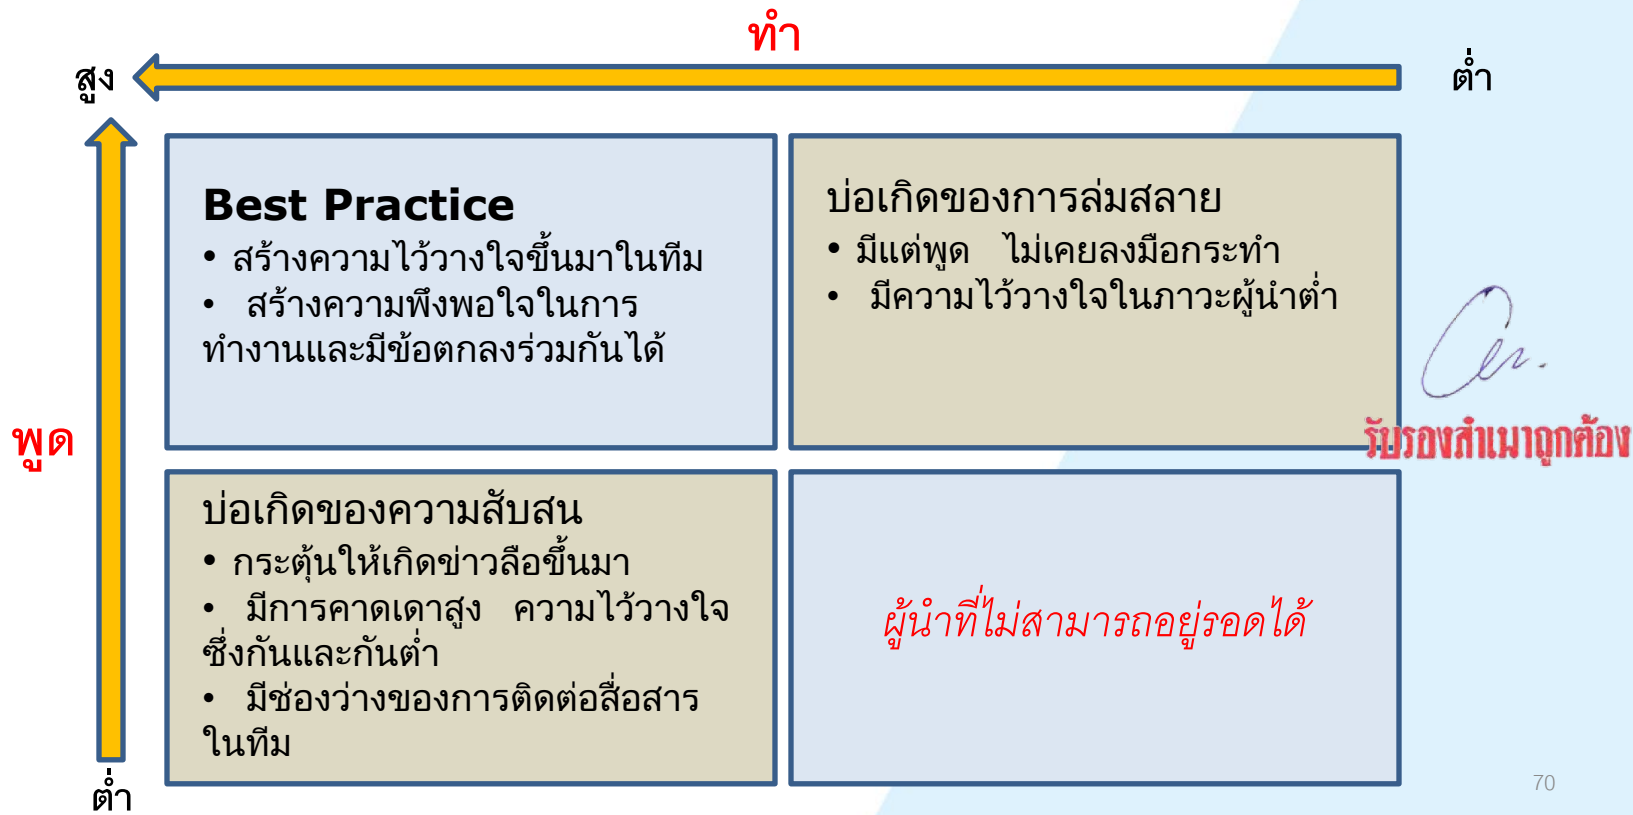 ทำ
สูง
ต่ำ
Best Practice
• สร้างความไว้วางใจขึ้นมาในทีม
• สร้างความพึงพอใจในการ
ทำงานและมีข้อตกลงร่วมกันได้
บ่อเกิดของการล่มสลาย
• มีแต่พูด ไม่เคยลงมือกระทำ
• มีความไว้วางใจในภาวะผู้นำต่ำ
รับรองสำเนาถูกต้อง
พูด
บ่อเกิดของความสับสน
• กระตุ้นให้เกิดข่าวลือขึ้นมา
• มีการคาดเดาสูง ความไว้วางใจ
ซึ่งกันและกันต่ำ
• มีช่องว่างของการติดต่อสื่อสาร
ในทีม
ผู้นำที่ไม่สามารถอยู่รอดได้
ต่ำ
70